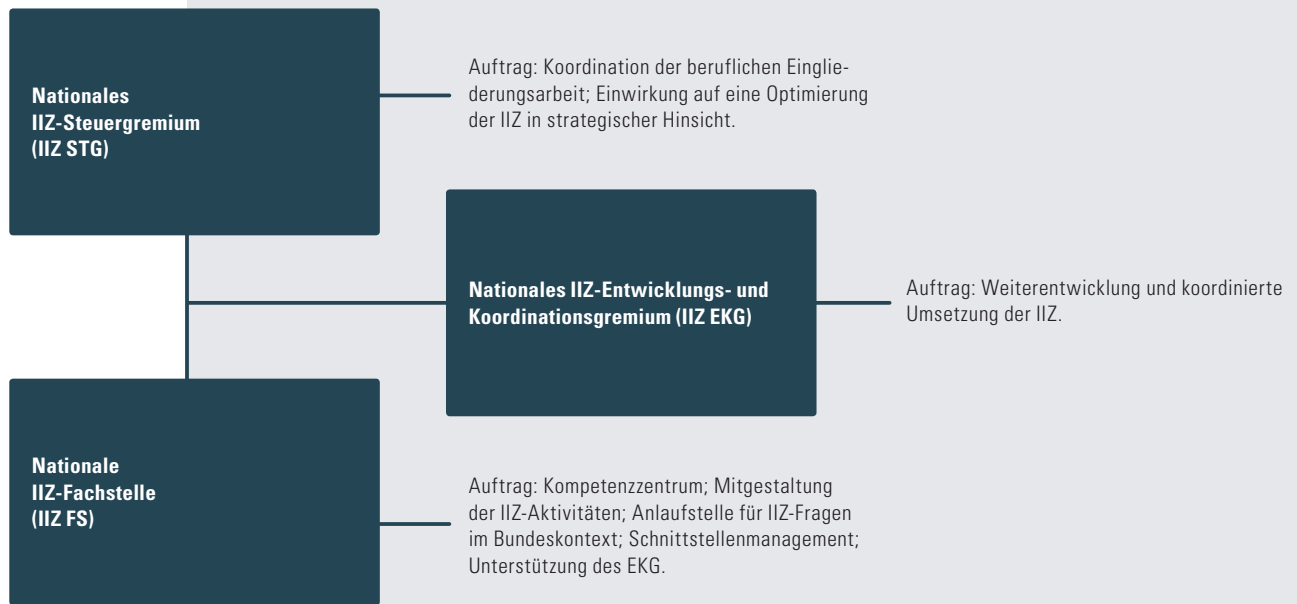 Nationales
IIZ-Steuergremium
(IIZ STG)
Auftrag: Koordination der beruflichen Einglie-
derungsarbeit; Einwirkung auf eine Optimierung
der IIZ in strategischer Hinsicht.
Nationales IIZ-Entwicklungs- und
Koordinationsgremium (IIZ EKG)
Auftrag: Weiterentwicklung und koordinierte
Umsetzung der IIZ.
Nationale
IIZ-Fachstelle
(IIZ FS)
Auftrag: Kompetenzzentrum; Mitgestaltung
der IIZ-Aktivitäten; Anlaufstelle für IIZ-Fragen
im Bundeskontext; Schnittstellenmanagement;
Unterstützung des EKG.